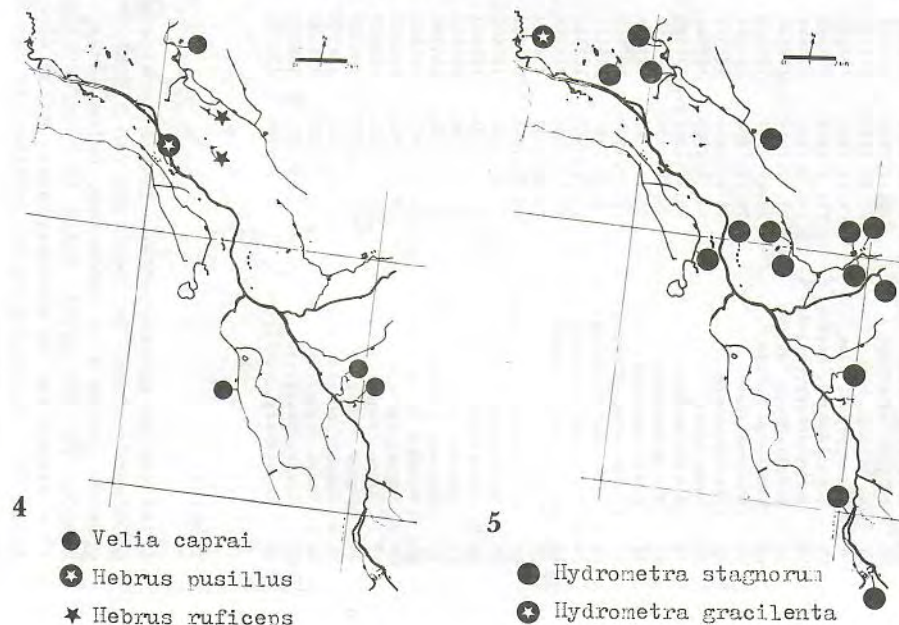 4
Velia caprai
Hebrus pusillus
Hebrus ruficeps
5
Hydrometra stagnorum
Hydrometra gracilenta